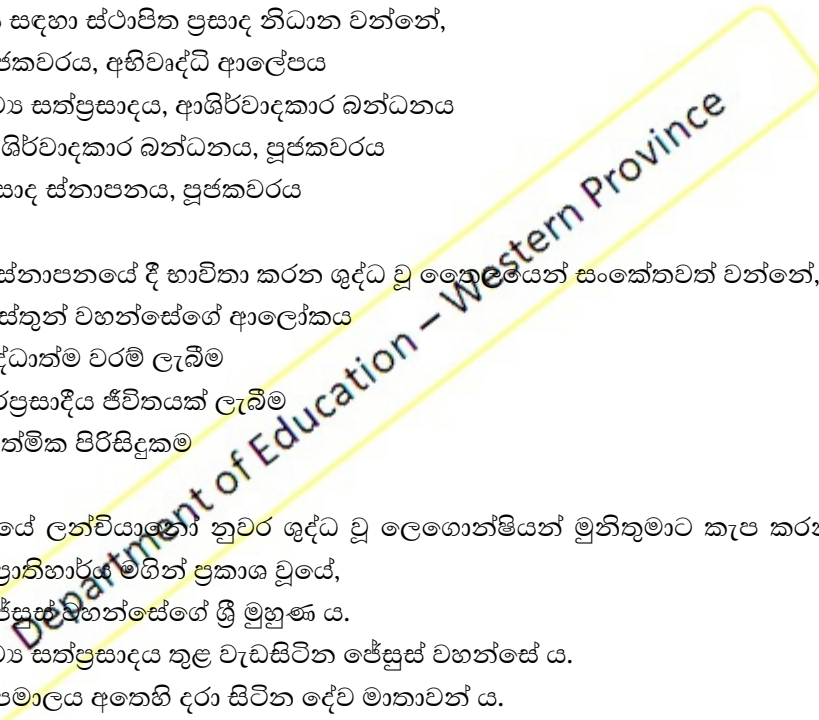 සඳහා ස්ථාපිත ප්‍රසාද නිධාන වන්නේ,
ජකවරය, අභිවෘද්ධි ආලේපය
ව්‍ය සත්ප්‍රසාදය, ආශිර්වාදකාර බන්ධනය
ශිර්වාදකාර බන්ධනය, පූජකවරය
සාද ස්නාපනය, පූජකවරය
ස්නාපනයේ දී භාවිතා කරන ශුද්ධ වූ තෛලයෙන් සංකේතවත් වන්නේ,
ස්තුන් වහන්සේගේ ආලෝකය
ද්ධාත්ම වරම් ලැබීම
රප්‍රසාදීය ජීවිතයක් ලැබීම
ත්මික පිරිසිදුකම
යේ ලන්චියානෝ නුවර ශුද්ධ වූ ලෙගොන්ෂියන් මුනිතුමාට කැප කරන
ප්‍රාතිහාර්ය මගින් ප්‍රකාශ වූයේ,
ජේසුස් වහන්සේගේ ශ්‍රී මුහුණ ය.
ව්‍ය සත්ප්‍රසාදය තුළ වැඩසිටින ජේසුස් වහන්සේ ය.
පමාලය අතෙහි දරා සිටින දේව මාතාවන් ය.
Department of Education – Western Province